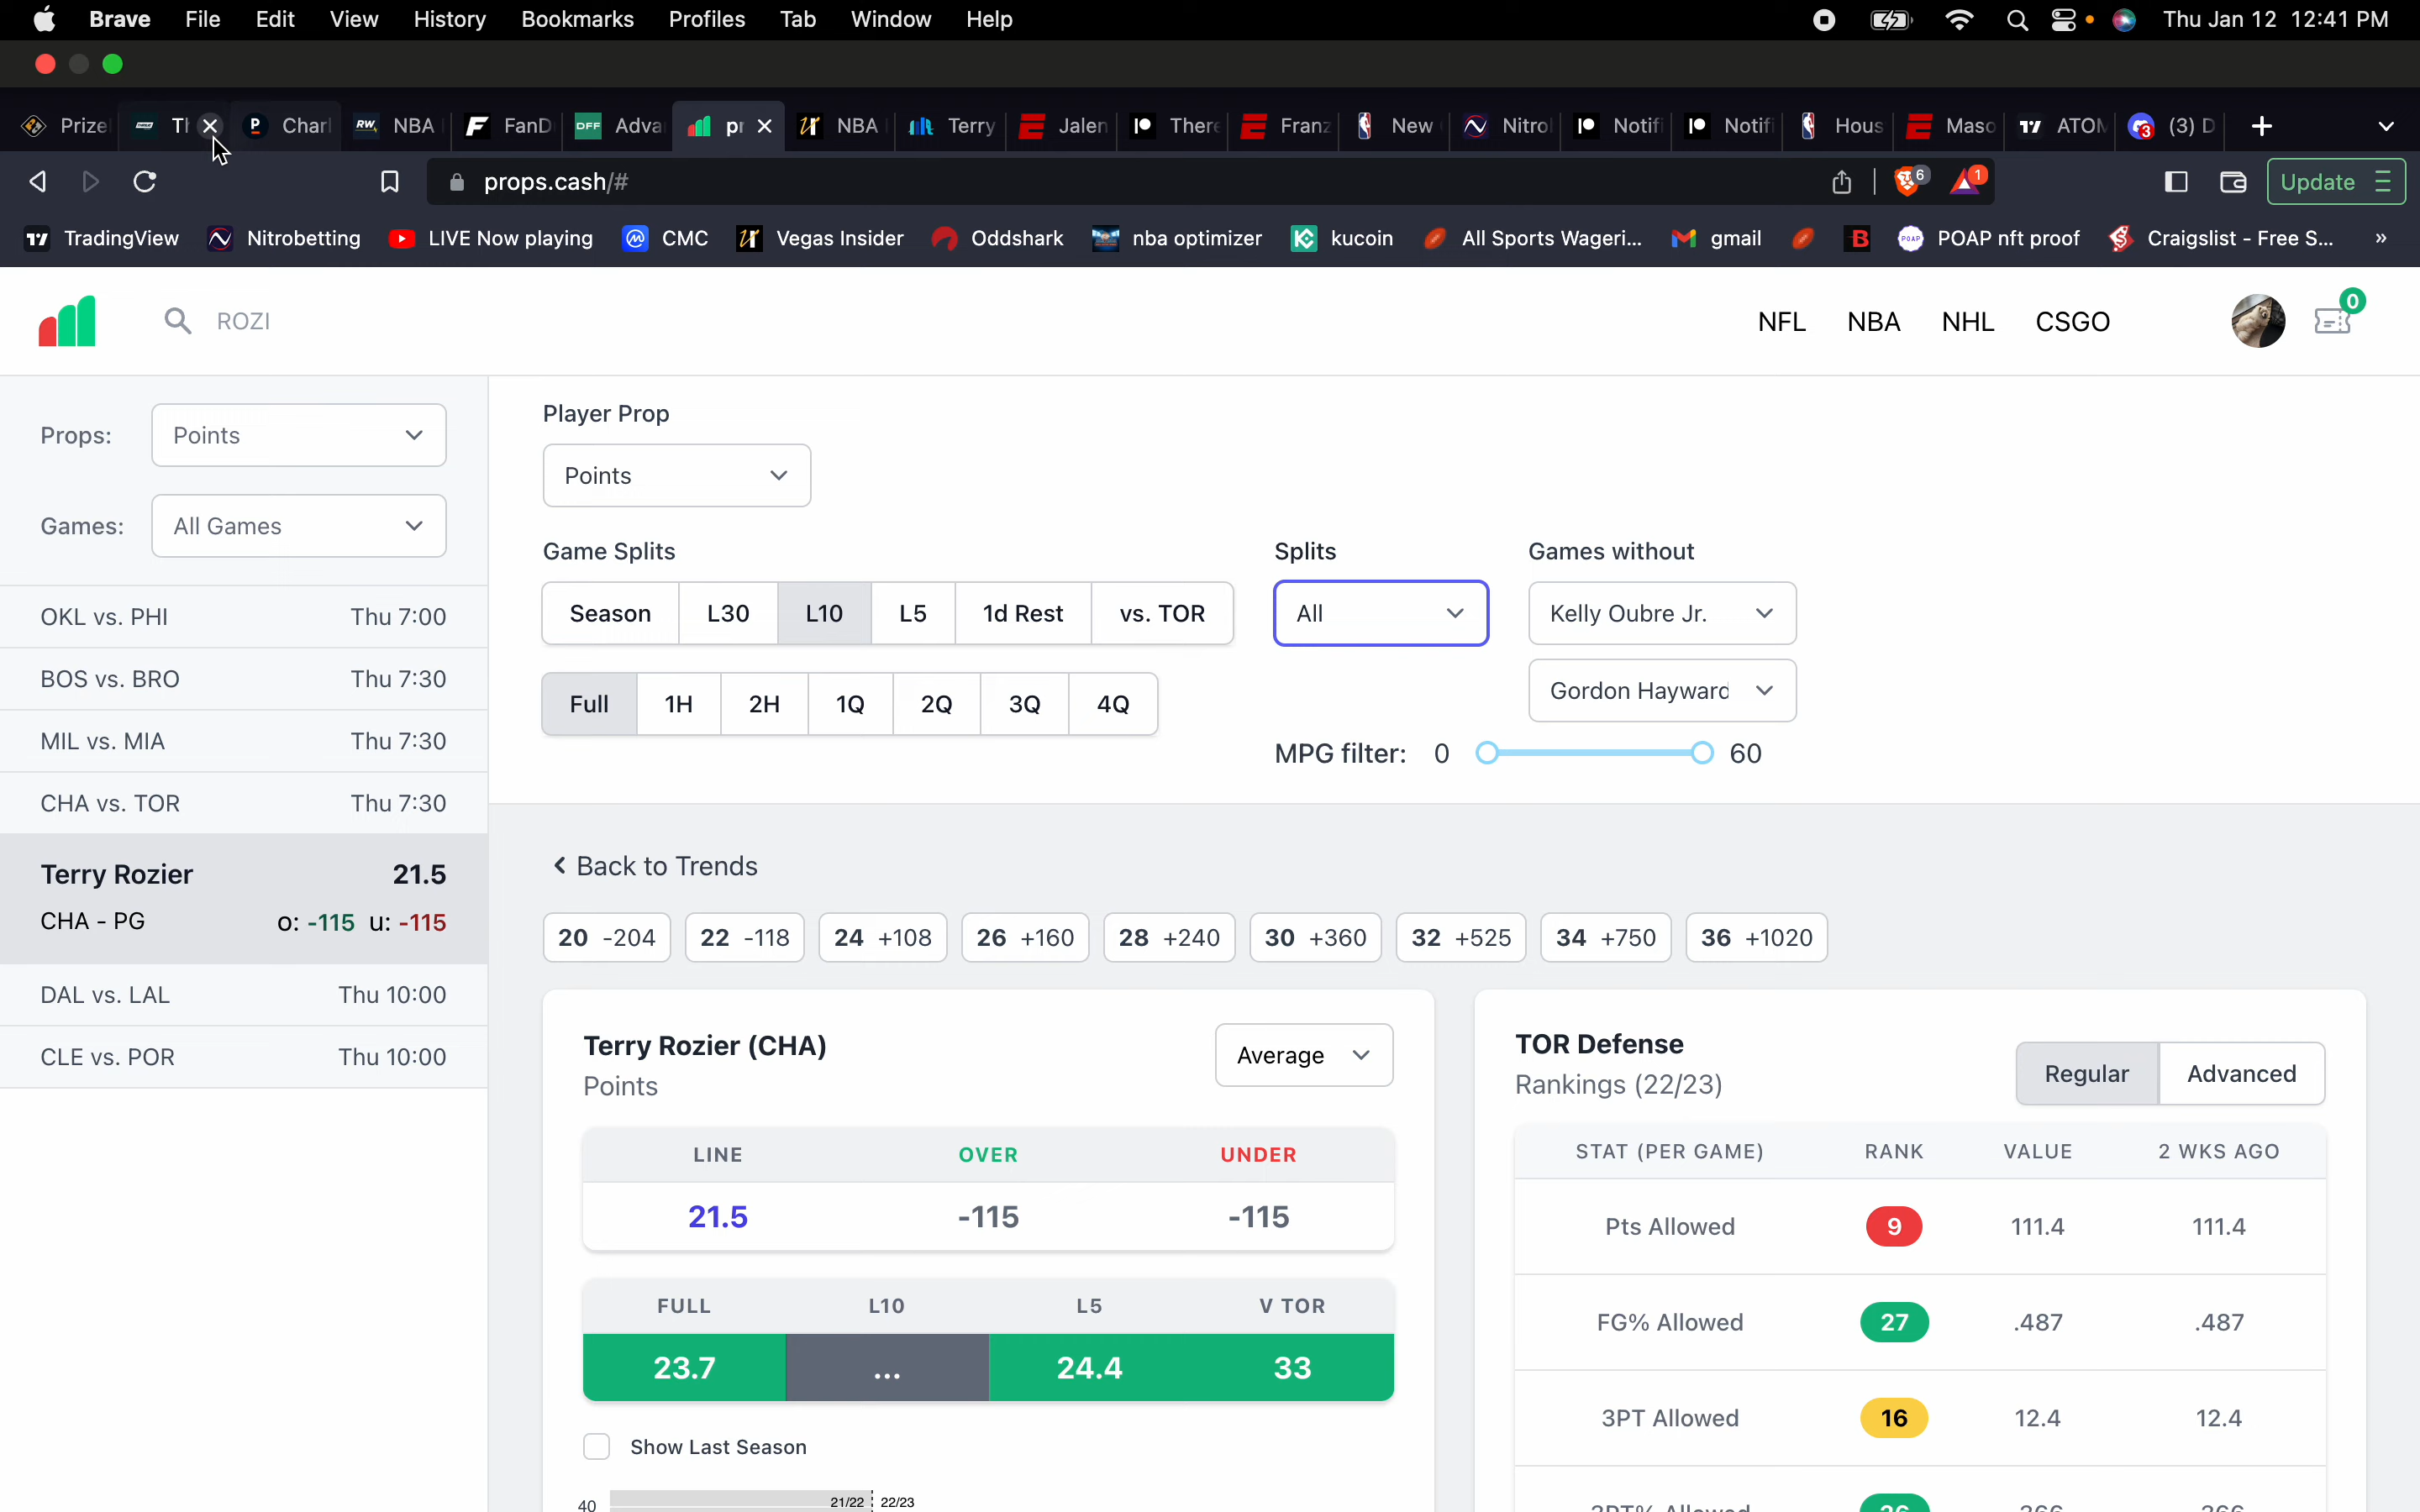 Brave File Edit View History Bookmarks Profiles Tab Window Help Thu Jan 12 12:41 PM
Prize Th Charl NBA FanD Adva pr NBA Terry Jalen There Franz New Nitro Notifi Notifi Hous Maso ATOM (3) D
props.cash/# 6 1 Update
TradingView Nitrobetting LIVE Now playing CMC Vegas Insider Oddshark nba optimizer kucoin All Sports Wageri... gmail POAP nft proof Craigslist - Free S... »
ROZI NFL NBA NHL CSGO 0
Props: Points
Games: All Games
OKL vs. PHI Thu 7:00
BOS vs. BRO Thu 7:30
MIL vs. MIA Thu 7:30
CHA vs. TOR Thu 7:30
Terry Rozier 21.5
CHA - PG o: -115 u: -115
DAL vs. LAL Thu 10:00
CLE vs. POR Thu 10:00
Player Prop
Points
Game Splits Splits Games without
Season L30 L10 L5 1d Rest vs. TOR All Kelly Oubre Jr.
Full 1H 2H 1Q 2Q 3Q 4Q Gordon Hayward
MPG filter: 0 60
Back to Trends
20 -204 22 -118 24 +108 26 +160 28 +240 30 +360 32 +525 34 +750 36 +1020
Terry Rozier (CHA)
Points
Average
LINE OVER UNDER
21.5 -115 -115
FULL L10 L5 V TOR
23.7 ... 24.4 33
Show Last Season
40 21/22 22/23
TOR Defense
Rankings (22/23)
Regular Advanced
STAT (PER GAME) RANK VALUE 2 WKS AGO
Pts Allowed 9 111.4 111.4
FG% Allowed 27 .487 .487
3PT Allowed 16 12.4 12.4